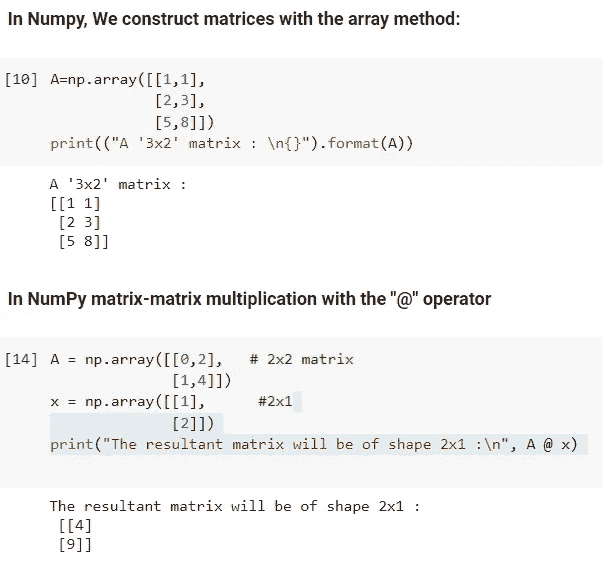 In Numpy, We construct matrices with the array method:
[10] A=np.array([[1,1],
[2,3],
[5,8]])
print(("A '3x2' matrix : \n{}").format(A))
A '3x2' matrix :
[[1 1]
[2 3]
[5 8]]
In NumPy matrix-matrix multiplication with the "@" operator
[14] A = np.array([[0,2], # 2x2 matrix
[1,4]])
x = np.array([[1], #2x1
[2]])
print("The resultant matrix will be of shape 2x1 :\n", A @ x)
The resultant matrix will be of shape 2x1 :
[[4]
[9]]